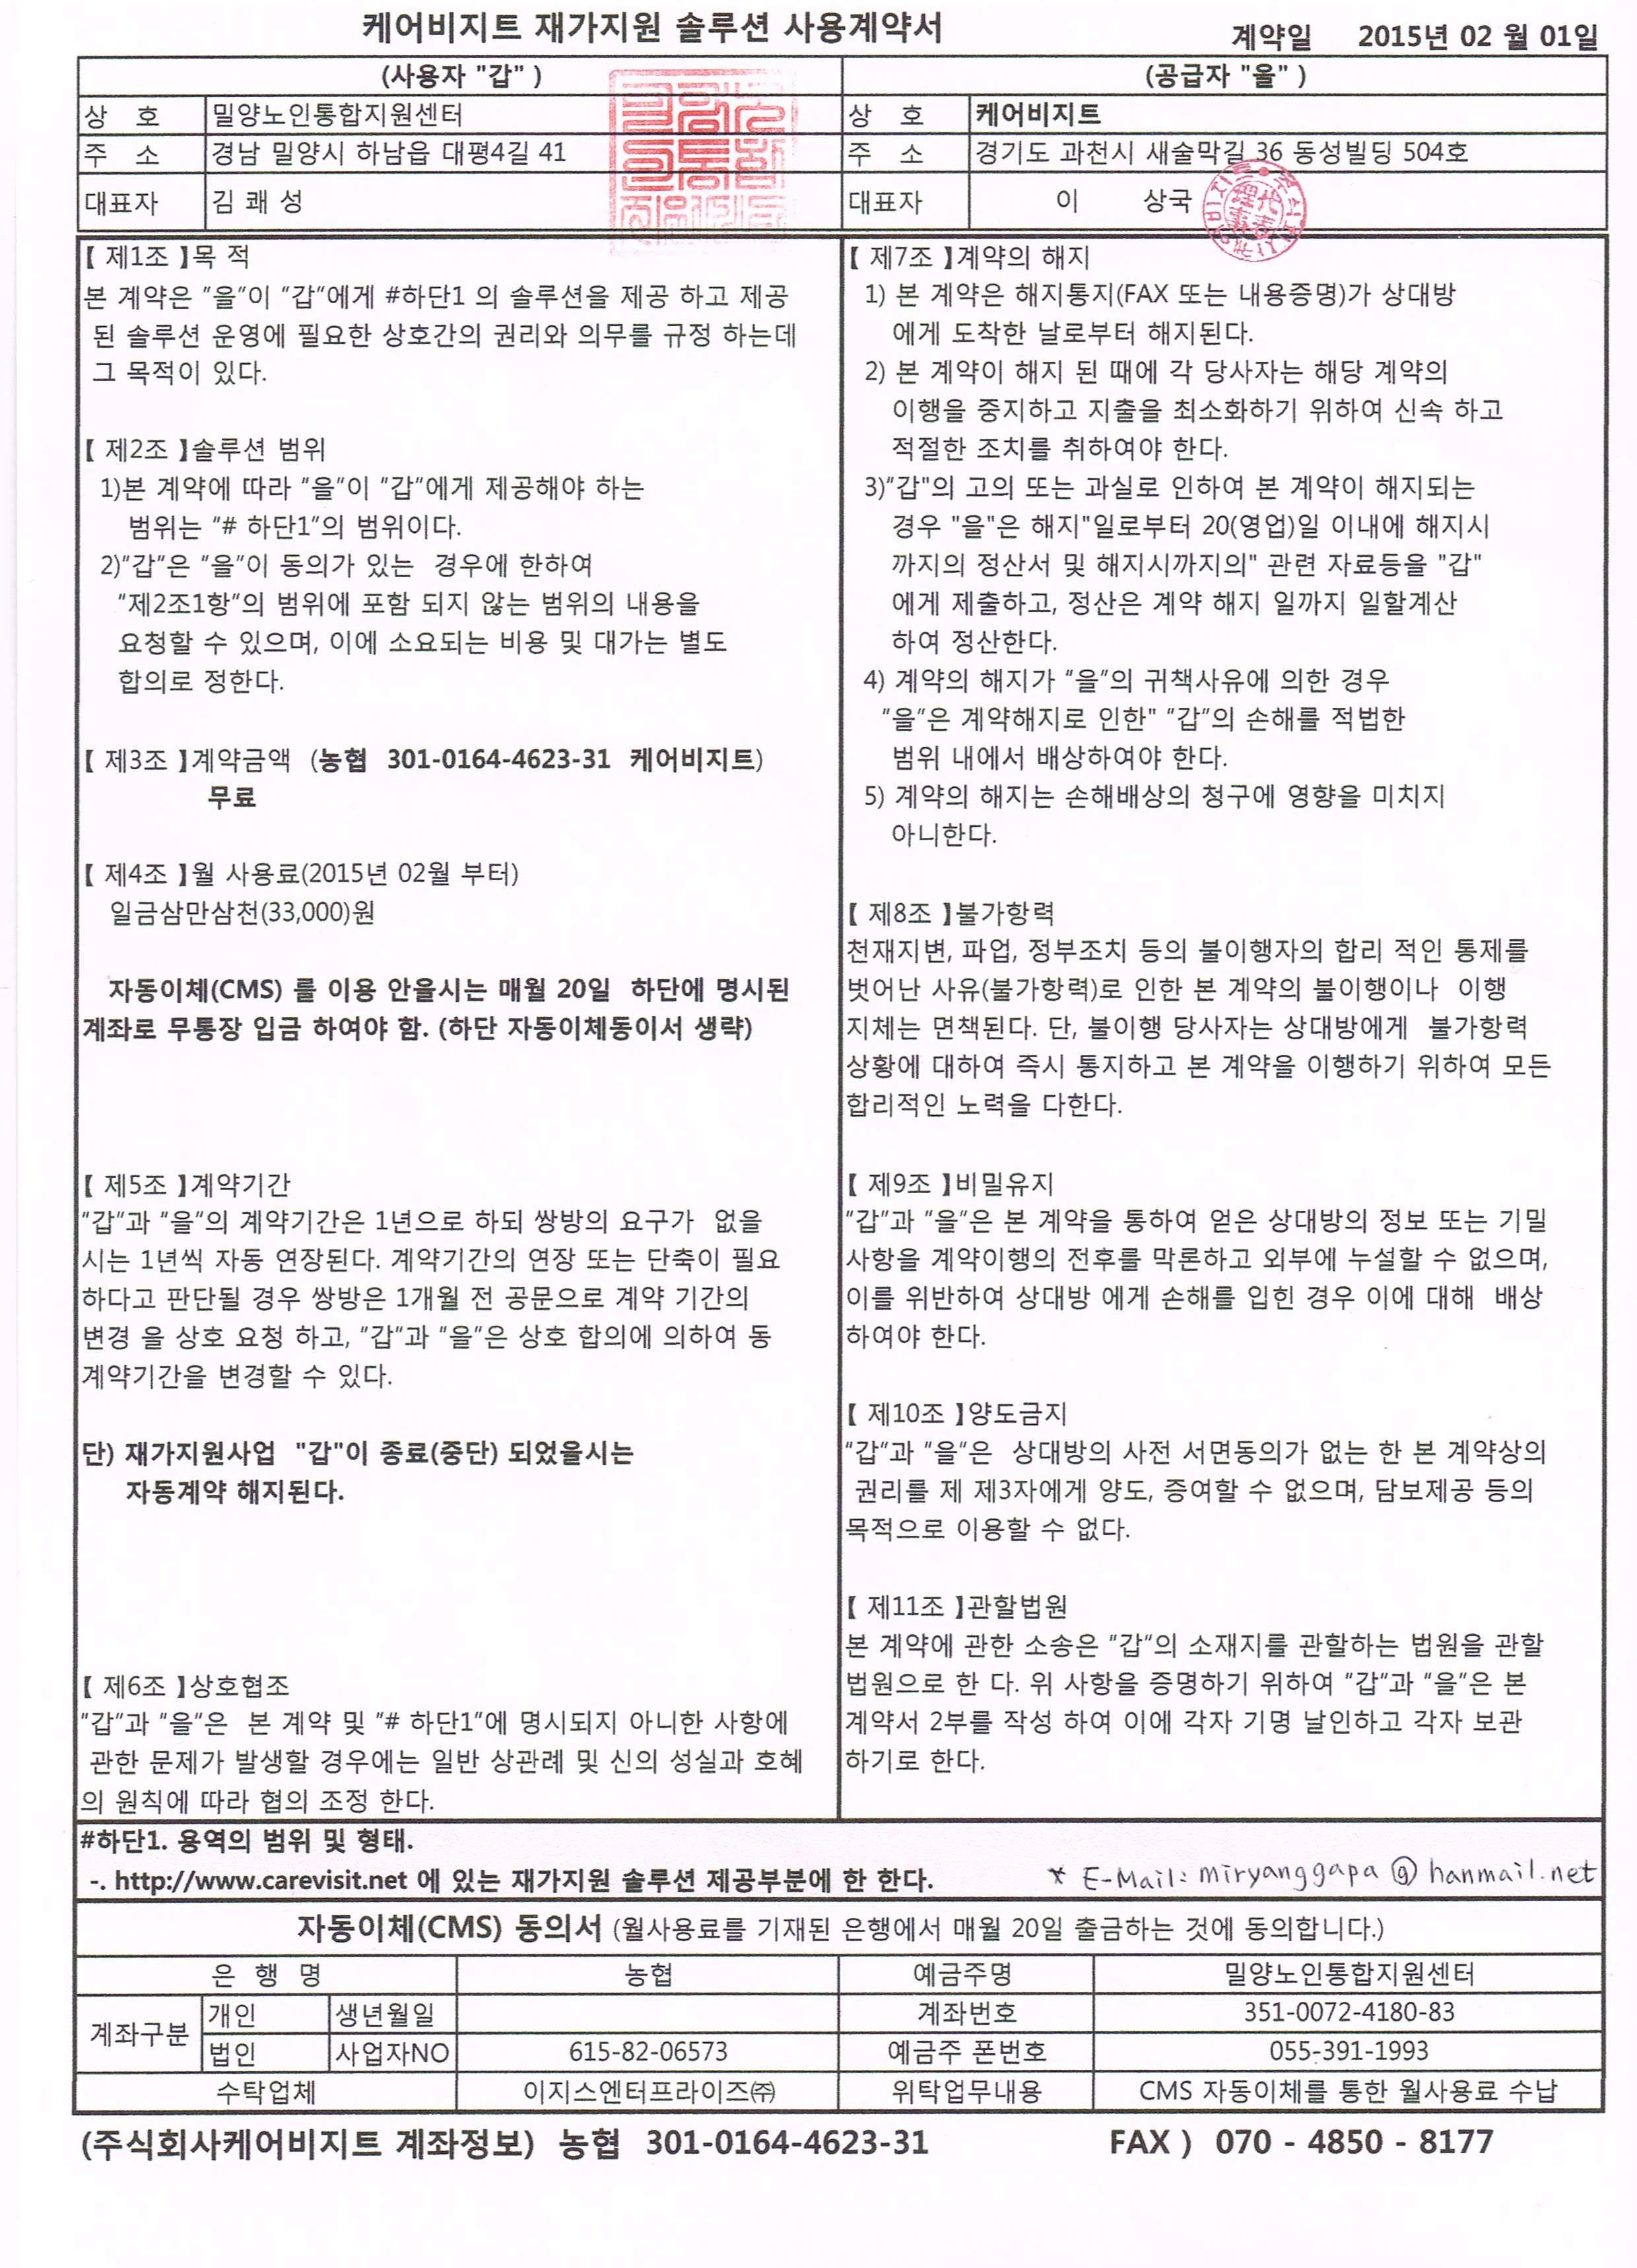 케어비지트 재가지원 솔루션 사용계약서
계약일 2015년 02 월 01일
(사용자 "갑" )
(공급자 "을" )
상 호 밀양노인통합지원센터
상 호 케어비지트
주 소 경남 밀양시 하남읍 대평4길 41
주 소 경기도 과천시 새술막길 36 동성빌딩 504호
대표자 김 쾌 성
대표자 이 상국
【 제1조 】목 적
본 계약은 "을"이 "갑"에게 #하단1 의 솔루션을 제공 하고 제공
된 솔루션 운영에 필요한 상호간의 권리와 의무를 규정 하는데
그 목적이 있다.
【 제2조 】솔루션 범위
1)본 계약에 따라 "을"이 "갑"에게 제공해야 하는
범위는 "# 하단1"의 범위이다.
2)"갑"은 "을"이 동의가 있는 경우에 한하여
"제2조1항"의 범위에 포함 되지 않는 범위의 내용을
요청할 수 있으며, 이에 소요되는 비용 및 대가는 별도
합의로 정한다.
【 제3조 】계약금액 (농협 301-0164-4623-31 케어비지트)
무료
【 제4조 】월 사용료(2015년 02월 부터)
일금삼만삼천(33,000)원
자동이체(CMS) 를 이용 안을시는 매월 20일 하단에 명시된
계좌로 무통장 입금 하여야 함. (하단 자동이체동이서 생략)
【 제5조 】계약기간
"갑"과 "을"의 계약기간은 1년으로 하되 쌍방의 요구가 없을
시는 1년씩 자동 연장된다. 계약기간의 연장 또는 단축이 필요
하다고 판단될 경우 쌍방은 1개월 전 공문으로 계약 기간의
변경 을 상호 요청 하고, "갑"과 "을"은 상호 합의에 의하여 동
계약기간을 변경할 수 있다.
단) 재가지원사업 "갑"이 종료(중단) 되었을시는
자동계약 해지된다.
【 제6조 】상호협조
"갑"과 "을"은 본 계약 및 "# 하단1"에 명시되지 아니한 사항에
관한 문제가 발생할 경우에는 일반 상관례 및 신의 성실과 호혜
의 원칙에 따라 협의 조정 한다.
【 제7조 】계약의 해지
1) 본 계약은 해지통지(FAX 또는 내용증명)가 상대방
에게 도착한 날로부터 해지된다.
2) 본 계약이 해지 된 때에 각 당사자는 해당 계약의
이행을 중지하고 지출을 최소화하기 위하여 신속 하고
적절한 조치를 취하여야 한다.
3)"갑"의 고의 또는 과실로 인하여 본 계약이 해지되는
경우 "을"은 해지"일로부터 20(영업)일 이내에 해지시
까지의 정산서 및 해지시까지의" 관련 자료등을 "갑"
에게 제출하고, 정산은 계약 해지 일까지 일할계산
하여 정산한다.
4) 계약의 해지가 "을"의 귀책사유에 의한 경우
"을"은 계약해지로 인한" "갑"의 손해를 적법한
범위 내에서 배상하여야 한다.
5) 계약의 해지는 손해배상의 청구에 영향을 미치지
아니한다.
【 제8조 】불가항력
천재지변, 파업, 정부조치 등의 불이행자의 합리 적인 통제를
벗어난 사유(불가항력)로 인한 본 계약의 불이행이나 이행
지체는 면책된다. 단, 불이행 당사자는 상대방에게 불가항력
상황에 대하여 즉시 통지하고 본 계약을 이행하기 위하여 모든
합리적인 노력을 다한다.
【 제9조 】비밀유지
"갑"과 "을"은 본 계약을 통하여 얻은 상대방의 정보 또는 기밀
사항을 계약이행의 전후를 막론하고 외부에 누설할 수 없으며,
이를 위반하여 상대방 에게 손해를 입힌 경우 이에 대해 배상
하여야 한다.
【 제10조 】양도금지
"갑"과 "을"은 상대방의 사전 서면동의가 없는 한 본 계약상의
권리를 제 제3자에게 양도, 증여할 수 없으며, 담보제공 등의
목적으로 이용할 수 없다.
【 제11조 】관할법원
본 계약에 관한 소송은 "갑"의 소재지를 관할하는 법원을 관할
법원으로 한 다. 위 사항을 증명하기 위하여 "갑"과 "을"은 본
계약서 2부를 작성 하여 이에 각자 기명 날인하고 각자 보관
하기로 한다.
#하단1. 용역의 범위 및 형태.
-. http://www.carevisit.net 에 있는 재가지원 솔루션 제공부분에 한 한다.
* E-Mail: miryanggapa @ hanmail.net
자동이체(CMS) 동의서 (월사용료를 기재된 은행에서 매월 20일 출금하는 것에 동의합니다.)
은 행 명 농협 예금주명 밀양노인통합지원센터
계좌구분 개인 생년월일 계좌번호 351-0072-4180-83
법인 사업자NO 615-82-06573 예금주 폰번호 055-391-1993
수탁업체 이지스엔터프라이즈㈜ 위탁업무내용 CMS 자동이체를 통한 월사용료 수납
(주식회사케어비지트 계좌정보) 농협 301-0164-4623-31
FAX ) 070 - 4850 - 8177